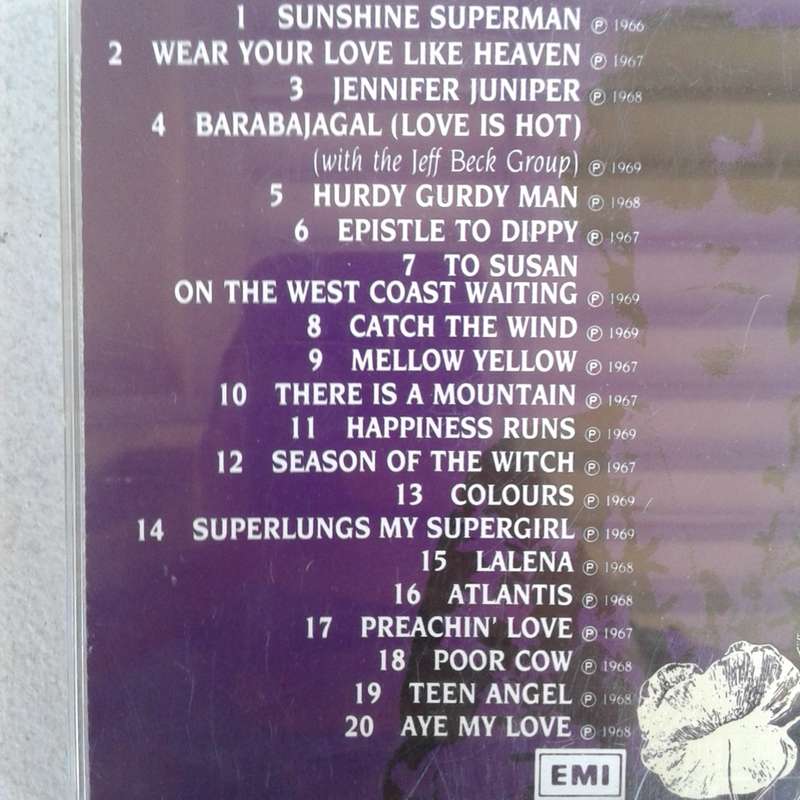 1 SUNSHINE SUPERMAN ℗ 1966
2 WEAR YOUR LOVE LIKE HEAVEN ℗ 1967
3 JENNIFER JUNIPER ℗ 1968
4 BARABAJAGAL (LOVE IS HOT)
(with the Jeff Beck Group) ℗ 1969
5 HURDY GURDY MAN ℗ 1968
6 EPISTLE TO DIPPY ℗ 1967
7 TO SUSAN
ON THE WEST COAST WAITING ℗ 1969
8 CATCH THE WIND ℗ 1969
9 MELLOW YELLOW ℗ 1967
10 THERE IS A MOUNTAIN ℗ 1967
11 HAPPINESS RUNS ℗ 1969
12 SEASON OF THE WITCH ℗ 1967
13 COLOURS ℗ 1969
14 SUPERLUNGS MY SUPERGIRL ℗ 1969
15 LALENA ℗ 1968
16 ATLANTIS ℗ 1968
17 PREACHIN' LOVE ℗ 1967
18 POOR COW ℗ 1968
19 TEEN ANGEL ℗ 1968
20 AYE MY LOVE ℗ 1968
EMI